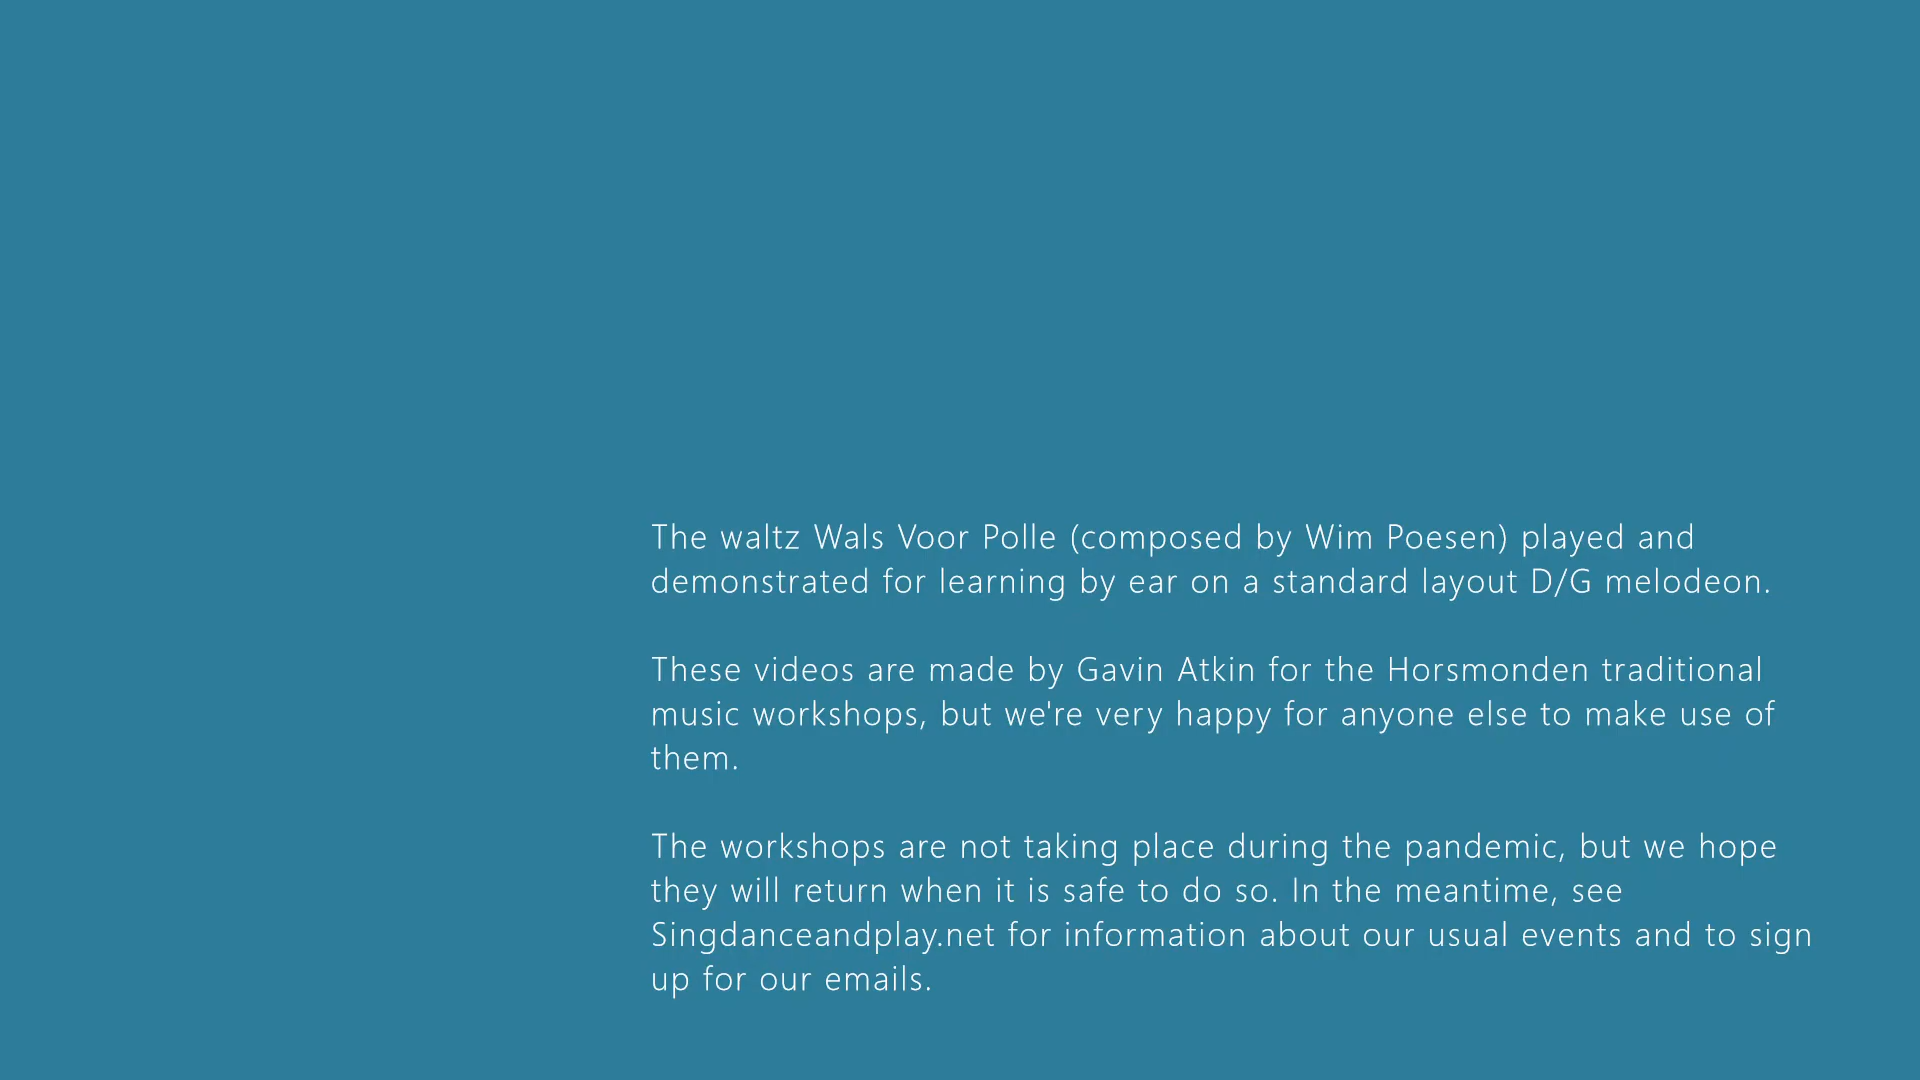 The waltz Wals Voor Polle (composed by Wim Poesen) played and
demonstrated for learning by ear on a standard layout D/G melodeon.
These videos are made by Gavin Atkin for the Horsmonden traditional
music workshops, but we're very happy for anyone else to make use of
them.
The workshops are not taking place during the pandemic, but we hope
they will return when it is safe to do so. In the meantime, see
Singdanceandplay.net for information about our usual events and to sign
up for our emails.